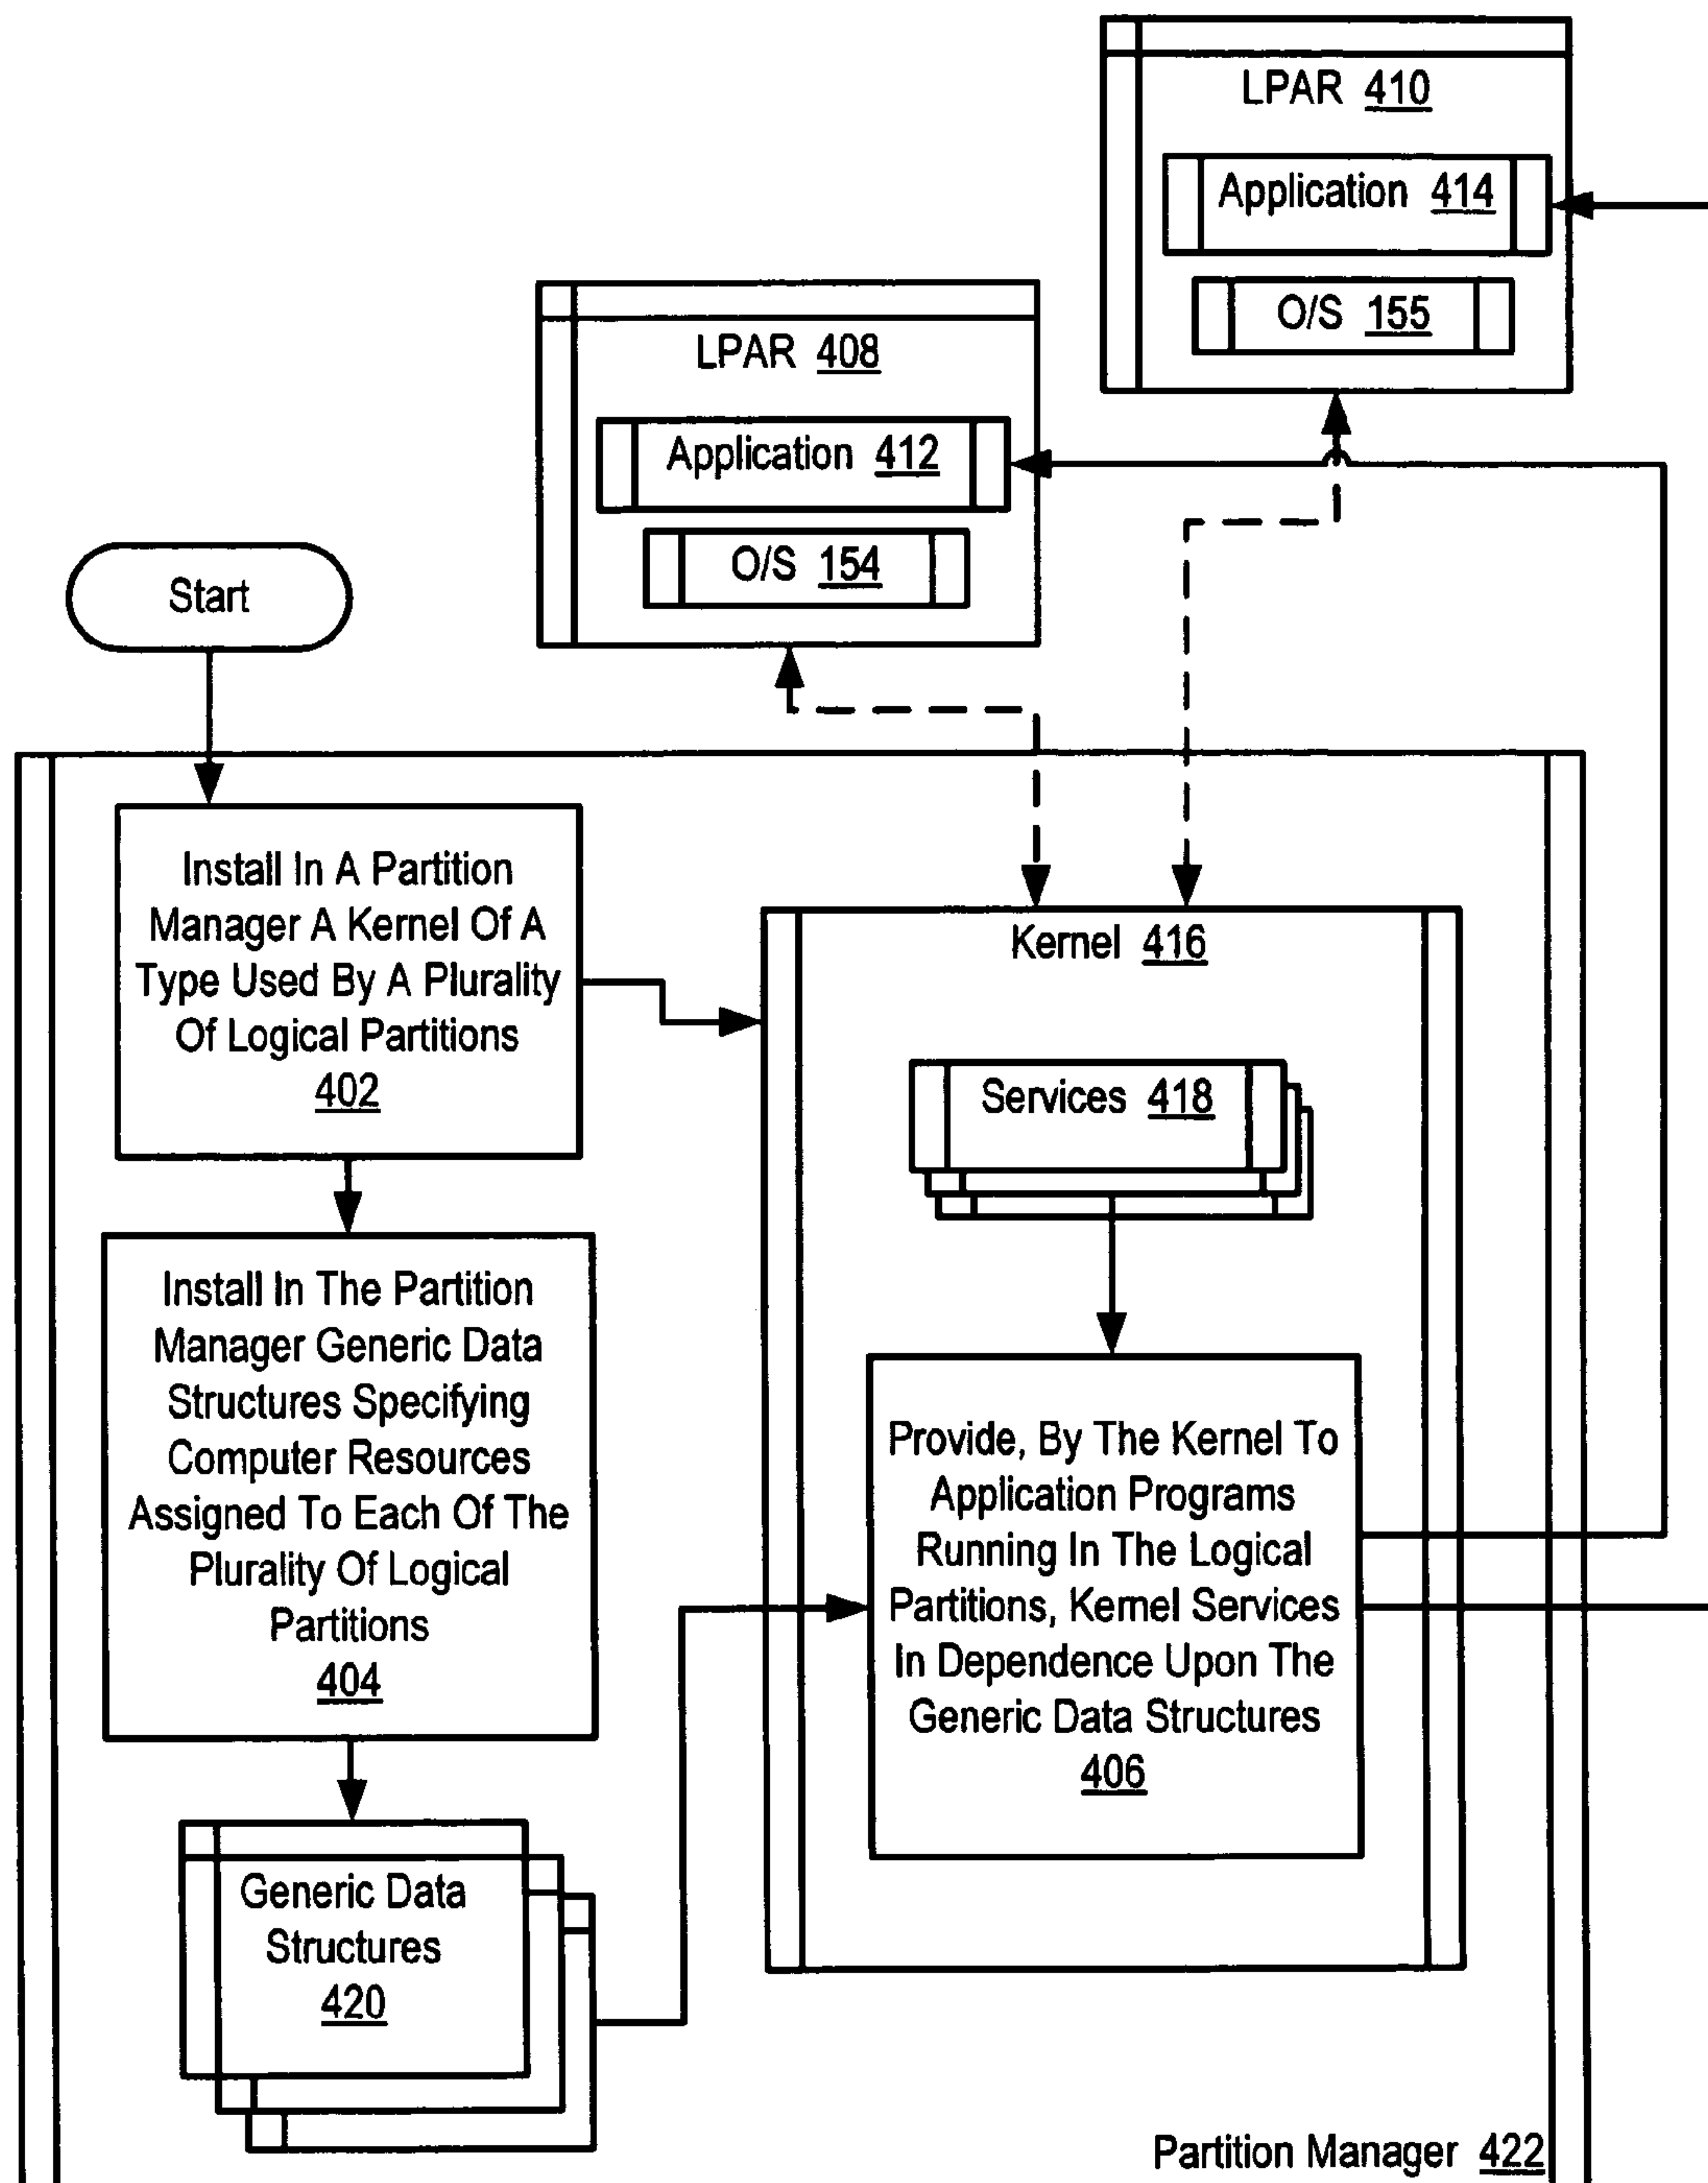 LPAR 410
Application 414
O/S 155
LPAR 408
Application 412
O/S 154
Start
Install In A Partition
Manager A Kernel Of A
Type Used By A Plurality
Of Logical Partitions
402
Kernel 416
Services 418
Install In The Partition
Manager Generic Data
Structures Specifying
Computer Resources
Assigned To Each Of The
Plurality Of Logical
Partitions
404
Provide, By The Kernel To
Application Programs
Running In The Logical
Partitions, Kernel Services
In Dependence Upon The
Generic Data Structures
406
Generic Data
Structures
420
Partition Manager 422